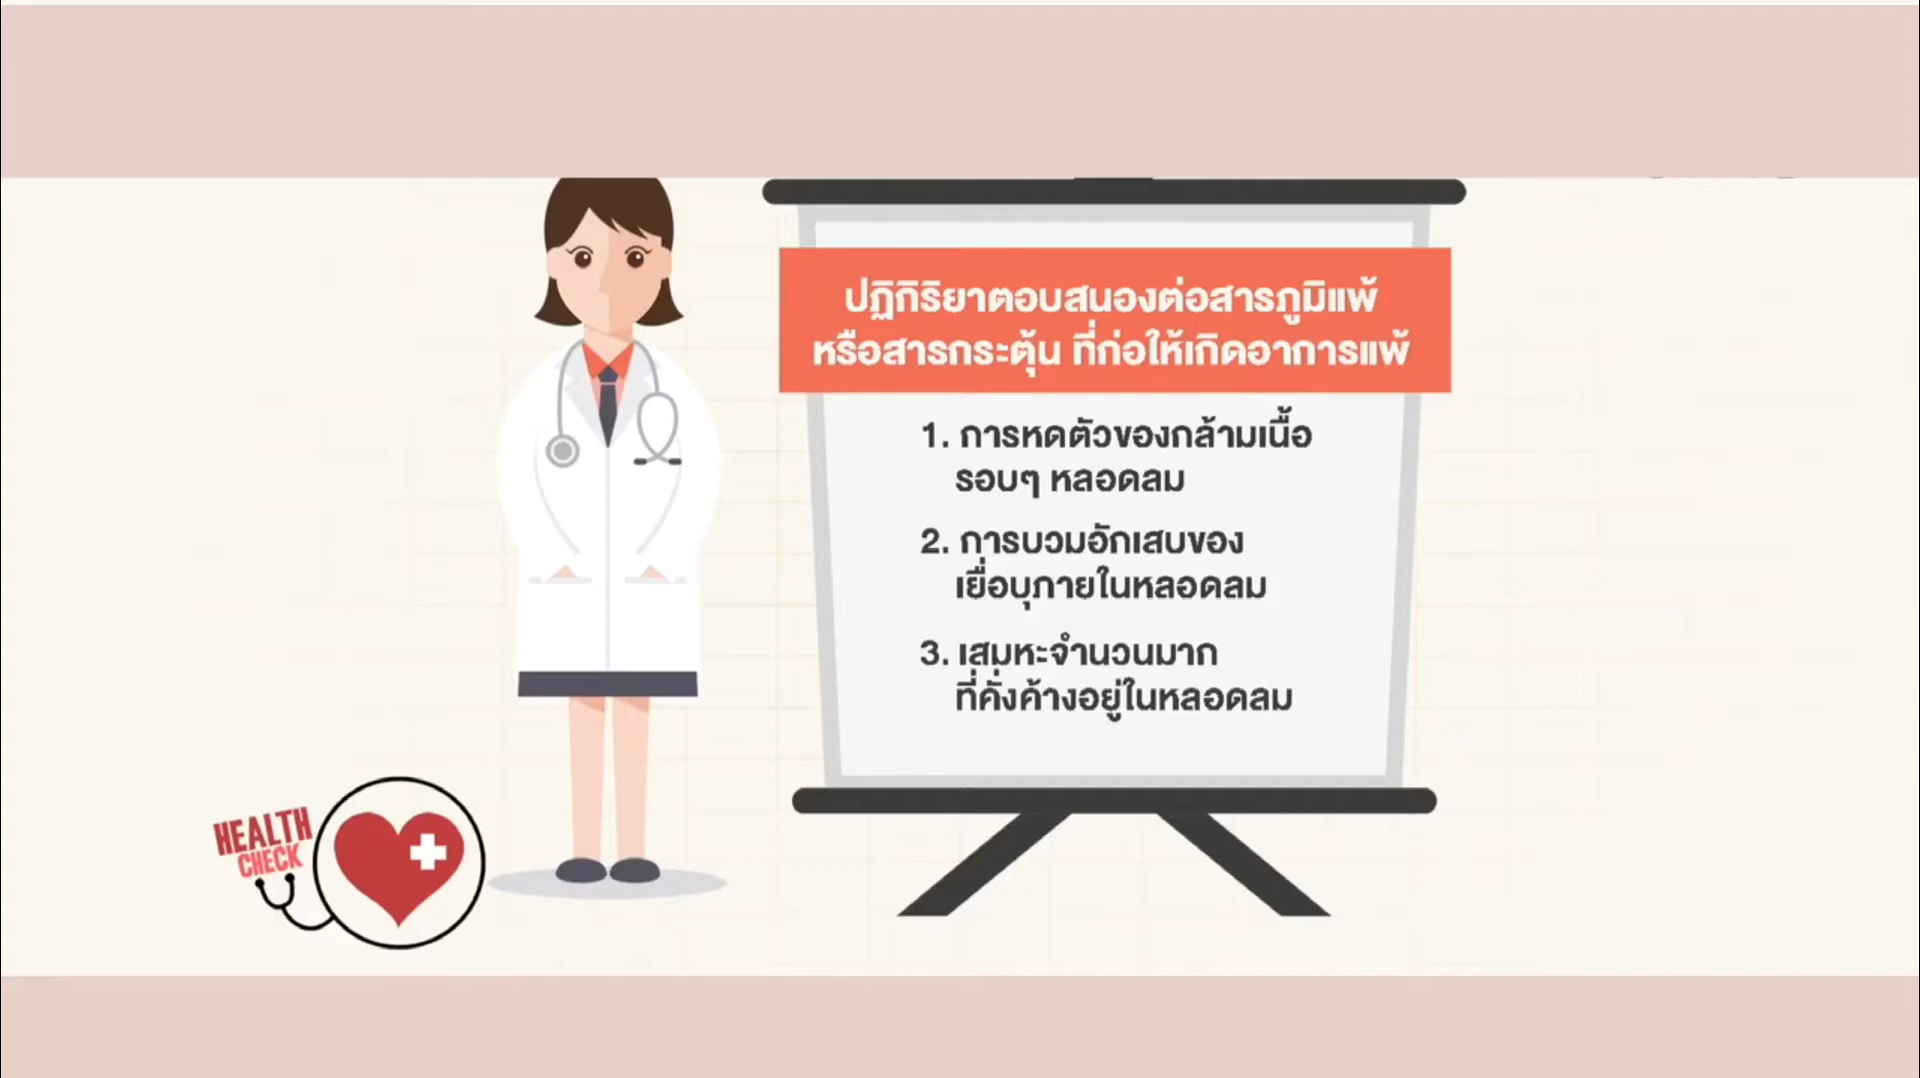 ปฏิกิริยาตอบสนองต่อสารภูมิแพ้
หรือสารกระตุ้น ที่ก่อให้เกิดอาการแพ้
1. การหดตัวของกล้ามเนื้อ
รอบๆ หลอดลม
2. การบวมอักเสบของ
เยื่อบุภายในหลอดลม
3. เสมหะจำนวนมาก
ที่คั่งค้างอยู่ในหลอดลม
HEALTH
CHECK